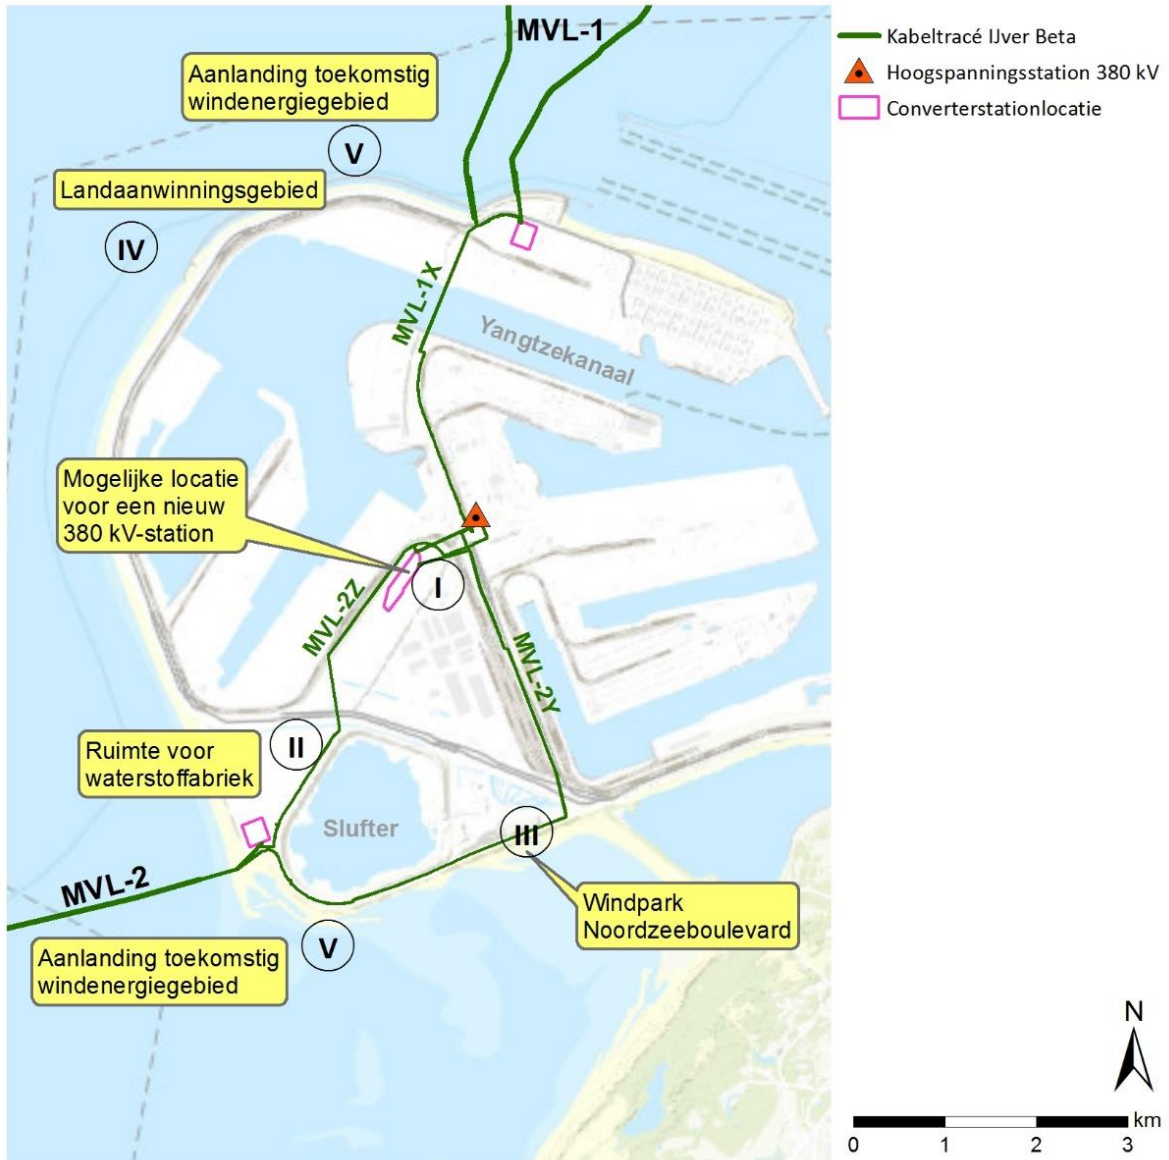 MVL-1
Aanlanding toekomstig
windenergiegebied
V
Landaanwinningsgebied
IV
MVL-1X
Yangtzekanaal
Mogelijke locatie
voor een nieuw
380 kV-station
I
MVL-2Z
MVL-2Y
II
Ruimte voor
waterstoffabriek
Slufter
III
MVL-2
Windpark
Noordzeeboulevard
V
Aanlanding toekomstig
windenergiegebied
Kabeltracé IJver Beta
Hoogspanningsstation 380 kV
Converterstationlocatie
N
km
0 1 2 3